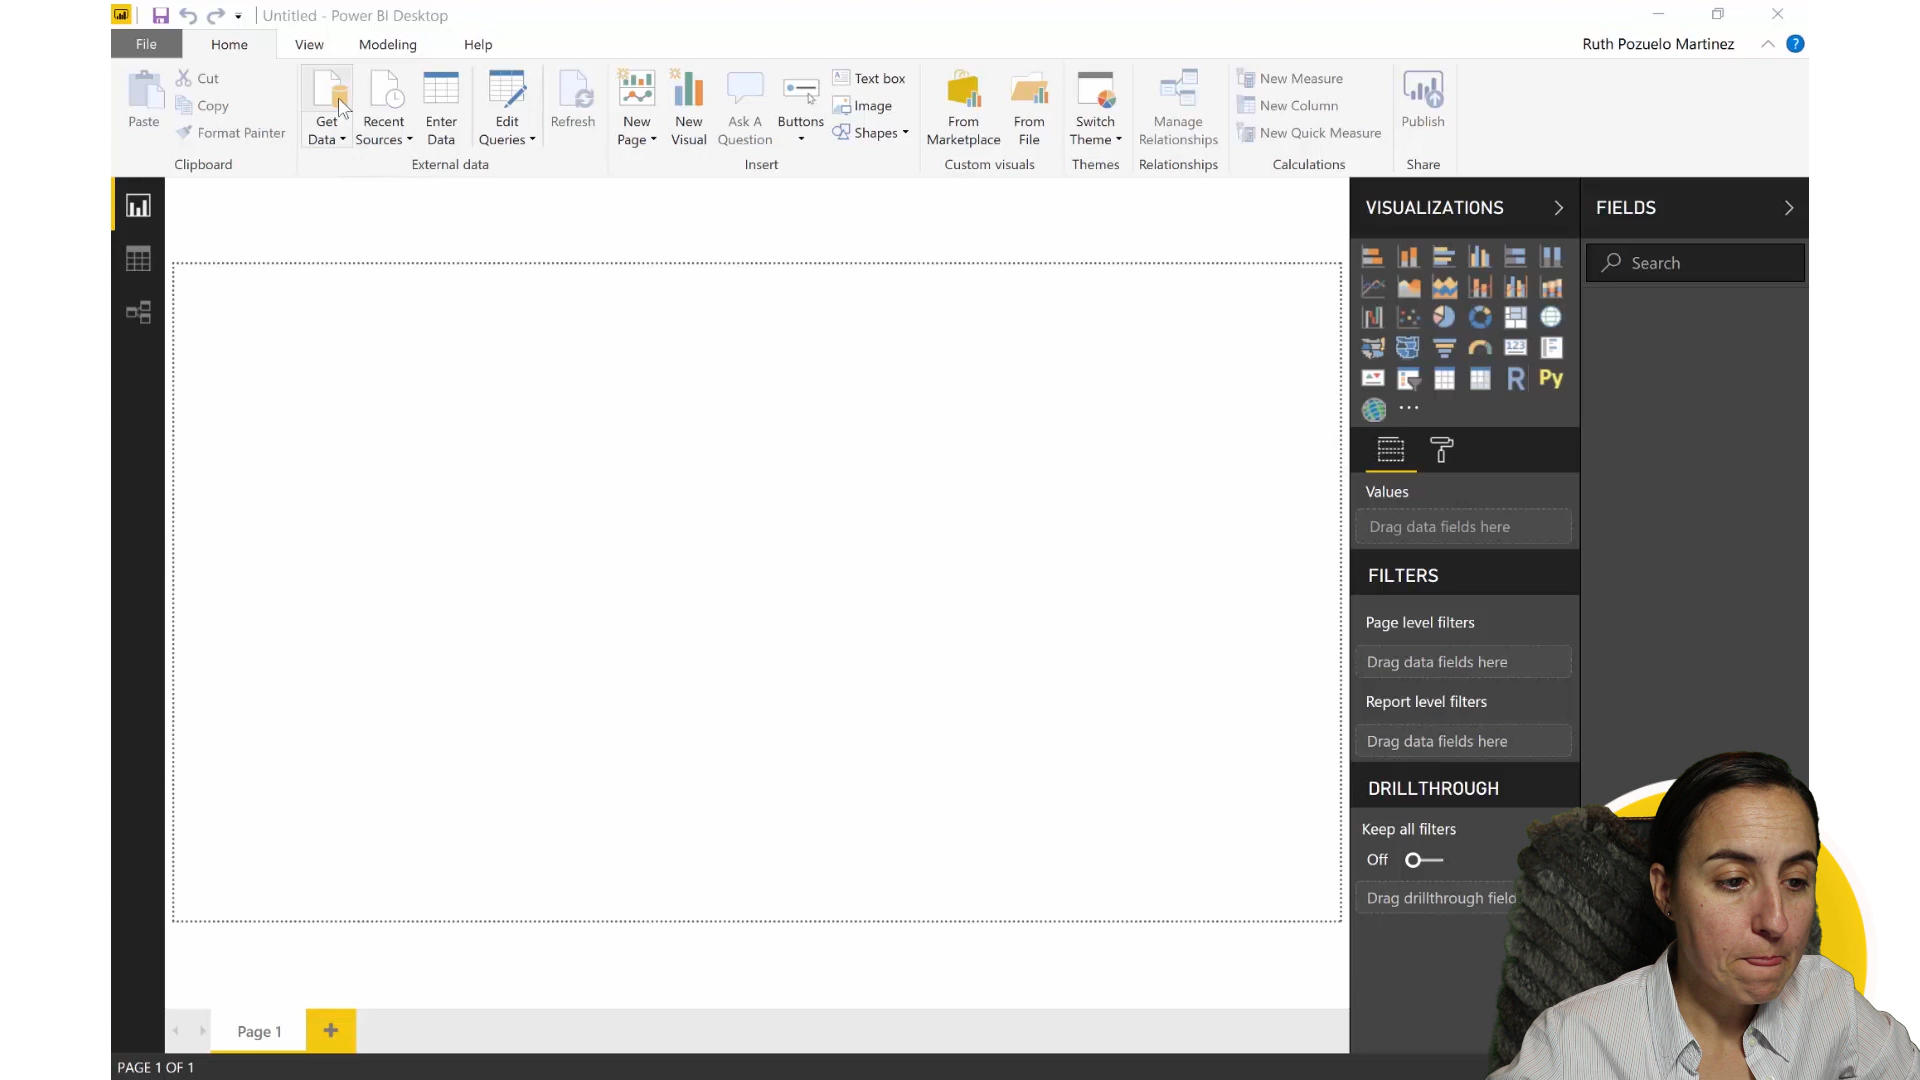 Untitled - Power BI Desktop
File Home View Modeling Help
Ruth Pozuelo Martinez
?
Paste
Cut
Copy
Format Painter
Clipboard
Get Data
Recent Sources
Enter Data
Edit Queries
Refresh
External data
New Page
New Visual
Ask A Question
Buttons
Text box
Image
Shapes
Insert
From Marketplace
From File
Custom visuals
Switch Theme
Themes
Manage Relationships
Relationships
New Measure
New Column
New Quick Measure
Calculations
Publish
Share
VISUALIZATIONS
FIELDS
Search
123
R
Py
Values
Drag data fields here
FILTERS
Page level filters
Drag data fields here
Report level filters
Drag data fields here
DRILLTHROUGH
Keep all filters
Off
Drag drillthrough field
Page 1
PAGE 1 OF 1